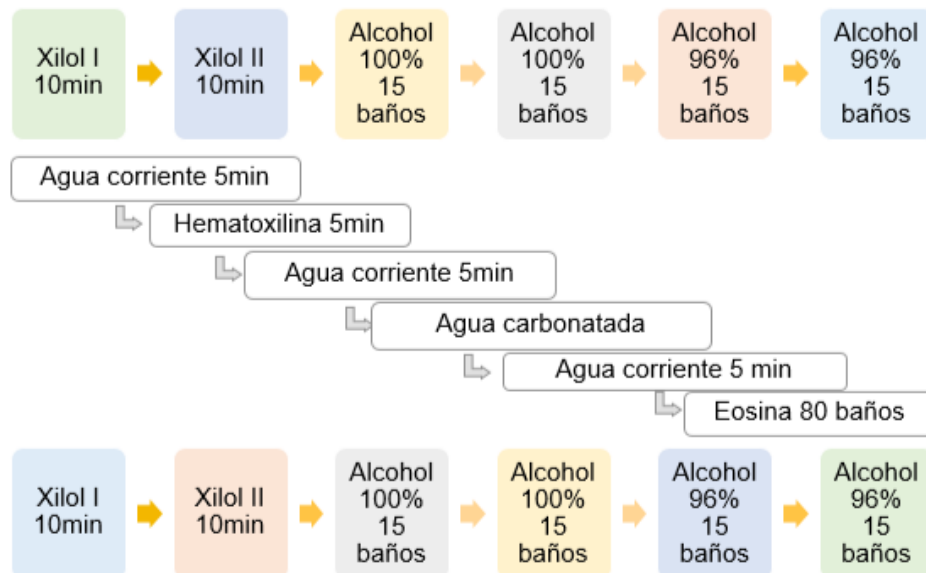 Xilol I
10min
Xilol II
10min
Alcohol
100%
15
baños
Alcohol
100%
15
baños
Alcohol
96%
15
baños
Alcohol
96%
15
baños
Agua corriente 5min
Hematoxilina 5min
Agua corriente 5min
Agua carbonatada
Agua corriente 5 min
Eosina 80 baños
Xilol I
10min
Xilol II
10min
Alcohol
100%
15
baños
Alcohol
100%
15
baños
Alcohol
96%
15
baños
Alcohol
96%
15
baños